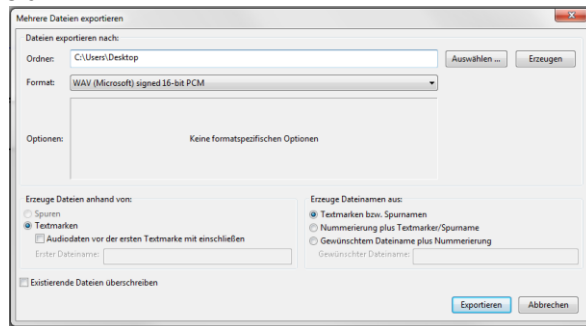 Mehrere Dateien exportieren
Dateien exportieren nach:
Ordner: C:\Users\Desktop Auswählen ... Erzeugen
Format: WAV (Microsoft) signed 16-bit PCM
Optionen: Keine formatspezifischen Optionen
Erzeuge Dateien anhand von:
Spuren
Textmarken
Audiodaten vor der ersten Textmarke mit einschließen
Erster Dateiname:
Erzeuge Dateinamen aus:
Textmarken bzw. Spurnamen
Nummerierung plus Textmarker/Spurname
Gewünschtem Dateiname plus Nummerierung
Gewünschter Dateiname:
Existierende Dateien überschreiben
Exportieren Abbrechen